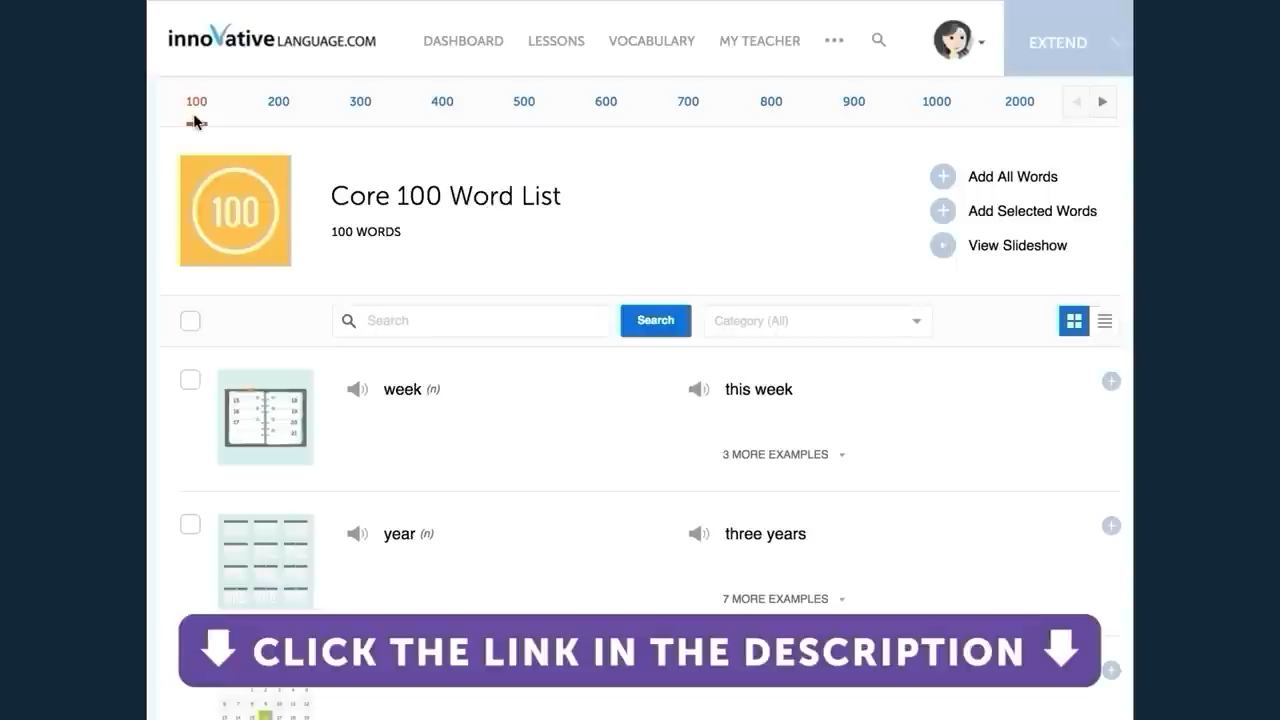 innovative LANGUAGE.COM
DASHBOARD LESSONS VOCABULARY MY TEACHER ••• EXTEND
100 200 300 400 500 600 700 800 900 1000 2000
100
Core 100 Word List
100 WORDS
Add All Words
Add Selected Words
View Slideshow
Search Search Category (All)
week (n) this week
3 MORE EXAMPLES
year (n) three years
7 MORE EXAMPLES
CLICK THE LINK IN THE DESCRIPTION